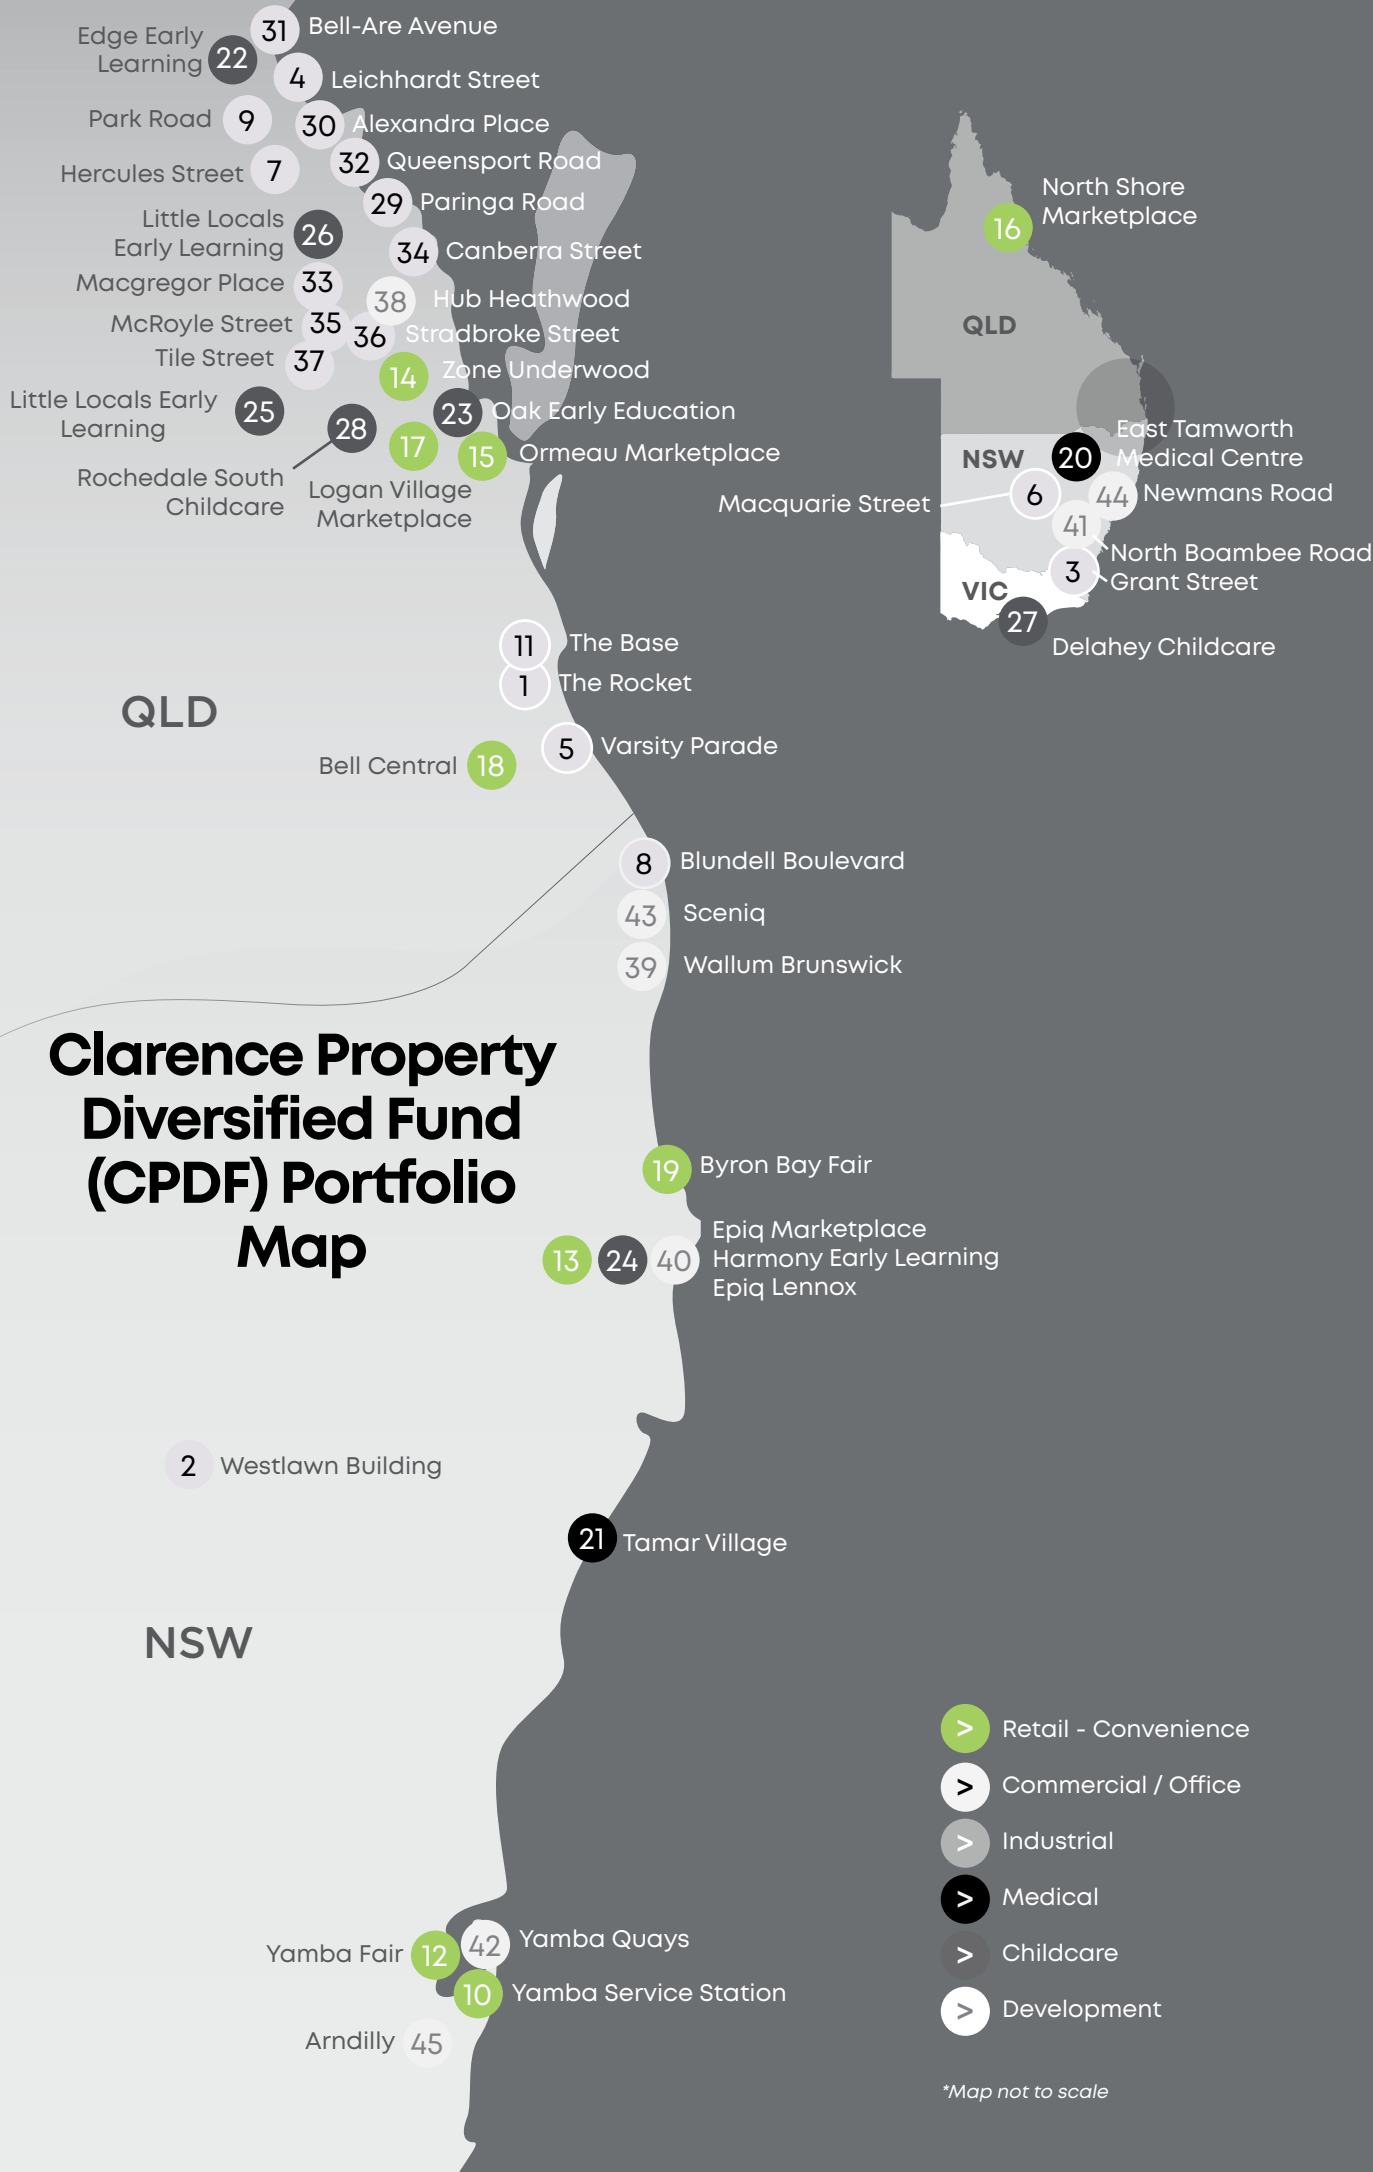 31 Bell-Are Avenue
Edge Early
Learning
22
4 Leichhardt Street
Park Road 9
30 Alexandra Place
32 Queensport Road
Hercules Street 7
29 Paringa Road
Little Locals
Early Learning
26
34 Canberra Street
Macgregor Place 33
38 Hub Heathwood
McRoyle Street 35
36 Stradbroke Street
Tile Street 37
14 Zone Underwood
Little Locals Early
Learning
25
28
23 Oak Early Education
17
15 Ormeau Marketplace
Rochedale South
Childcare
Logan Village
Marketplace
North Shore
Marketplace
16
QLD
East Tamworth
Medical Centre
NSW
20
Macquarie Street 6
44 Newmans Road
41
North Boambee Road
3 Grant Street
VIC
27
Delahey Childcare
11 The Base
1 The Rocket
QLD
5 Varsity Parade
Bell Central 18
8 Blundell Boulevard
43 Sceniq
39 Wallum Brunswick
Clarence Property
Diversified Fund
(CPDF) Portfolio
Map
19 Byron Bay Fair
13 24 40
Epiq Marketplace
Harmony Early Learning
Epiq Lennox
2 Westlawn Building
21 Tamar Village
NSW
> Retail - Convenience
> Commercial / Office
> Industrial
> Medical
> Childcare
> Development
Yamba Fair 12
42 Yamba Quays
10 Yamba Service Station
Arndilly 45
*Map not to scale